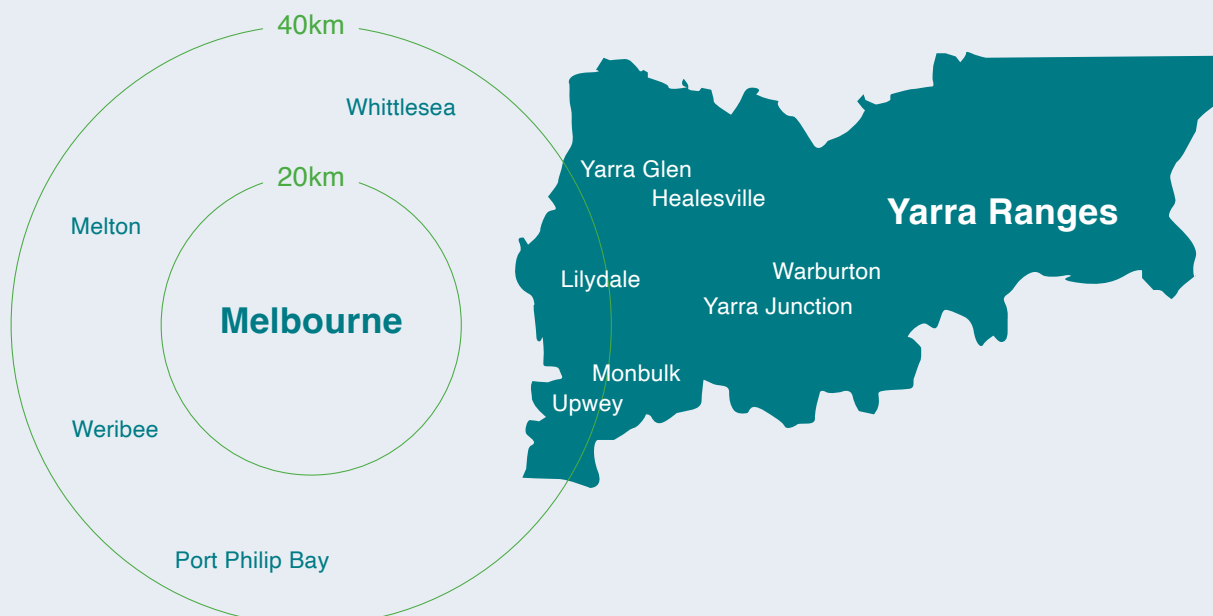 40km
Whittlesea
Yarra Glen
20km
Healesville
Yarra Ranges
Melton
Warburton
Lilydale
Yarra Junction
Melbourne
Monbulk
Upwey
Weribee
Port Philip Bay